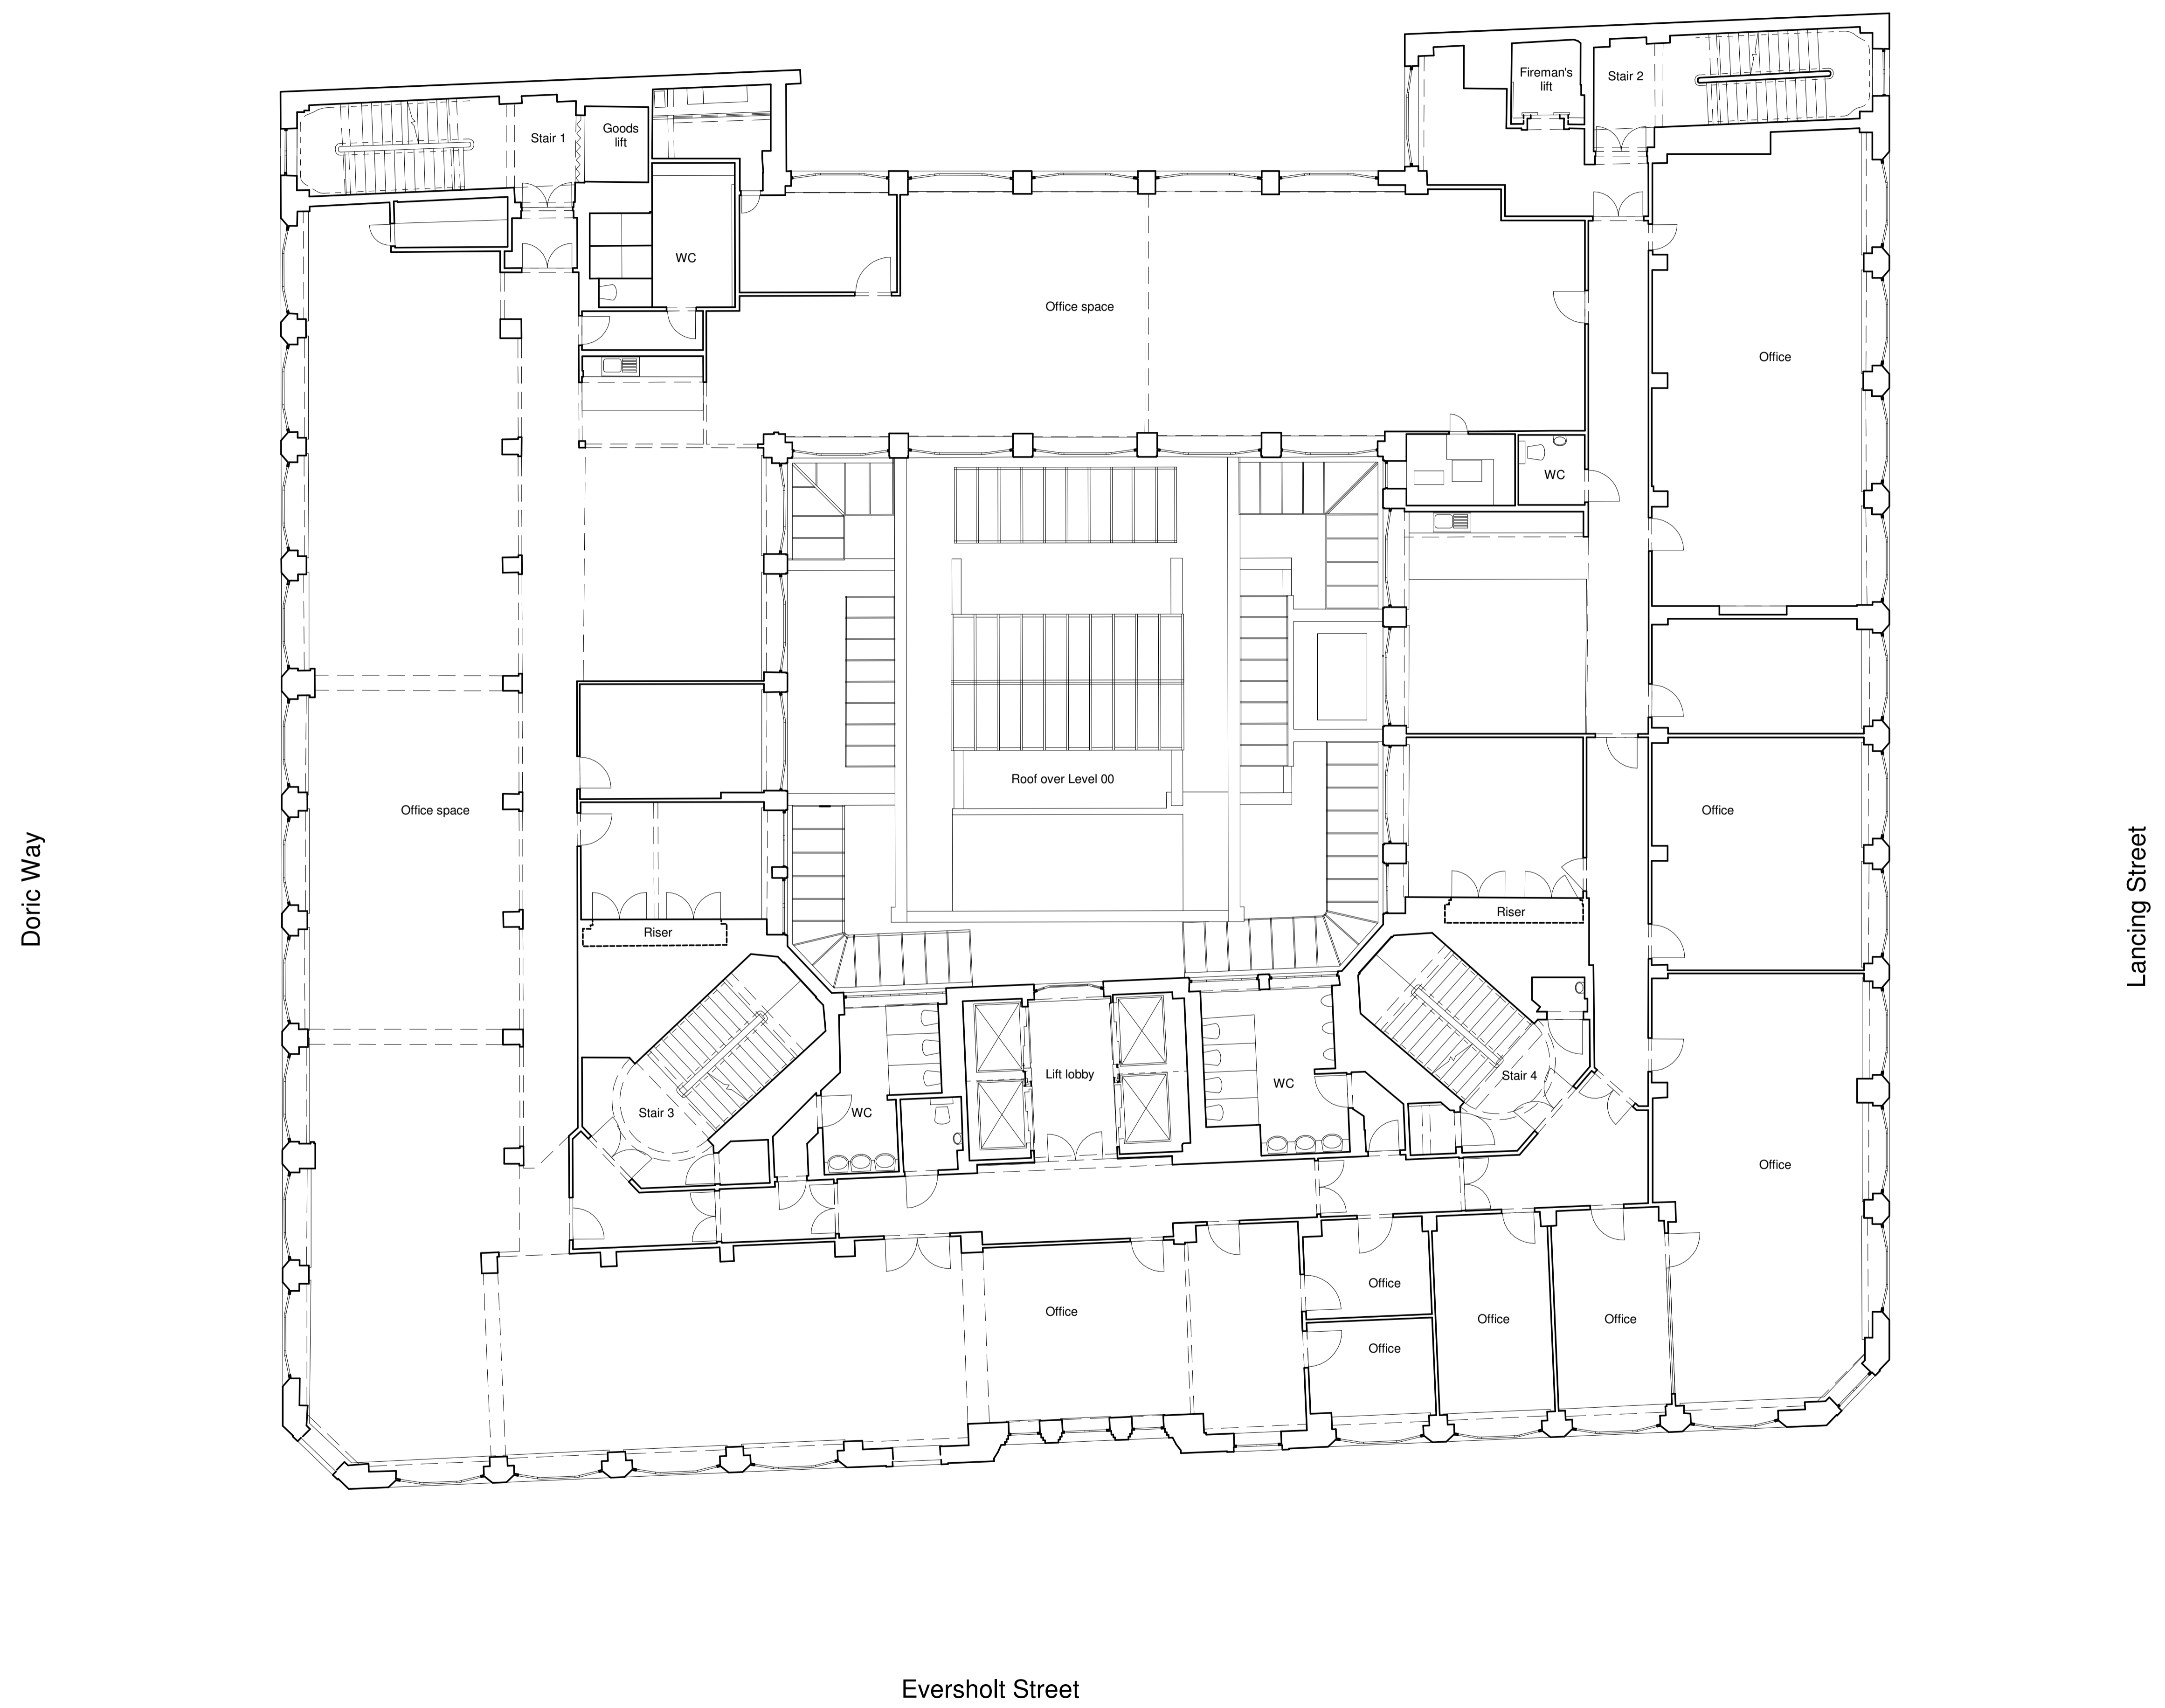 Fireman's
lift
Stair 2
Stair 1
Goods
lift
WC
Office space
Office
WC
Roof over Level 00
Office space
Office
Doric Way
Lancing Street
Riser
Riser
Lift lobby
Stair 4
WC
Stair 3
WC
Office
Office
Office
Office
Office
Office
Eversholt Street